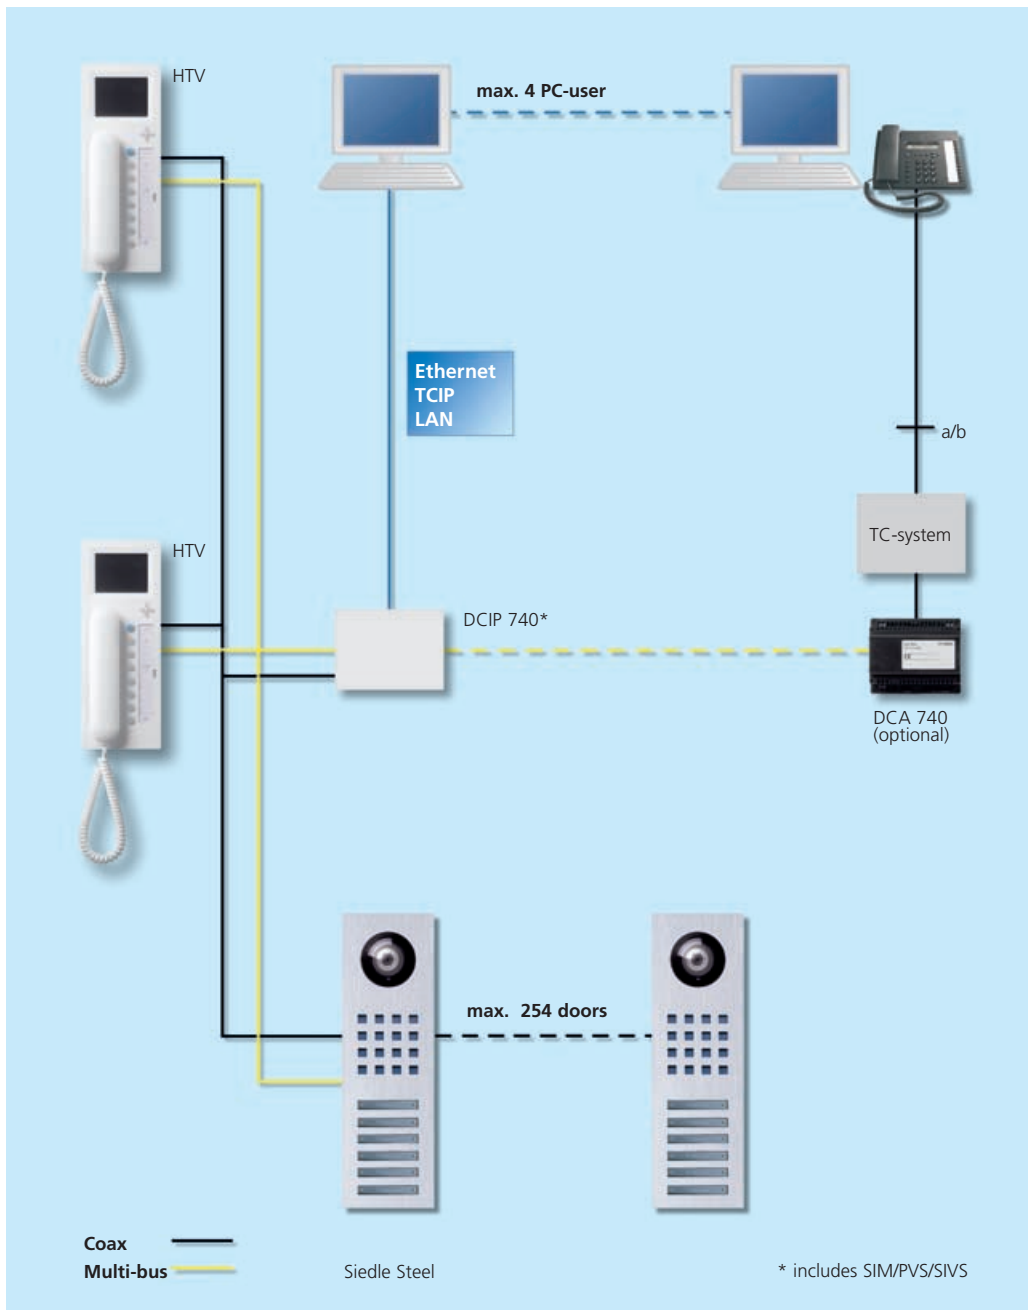 HTV
max. 4 PC-user
Ethernet
TCIP
LAN
a/b
TC-system
HTV
DCIP 740*
DCA 740
(optional)
max. 254 doors
Coax
Multi-bus
Siedle Steel
* includes SIM/PVS/SIVS